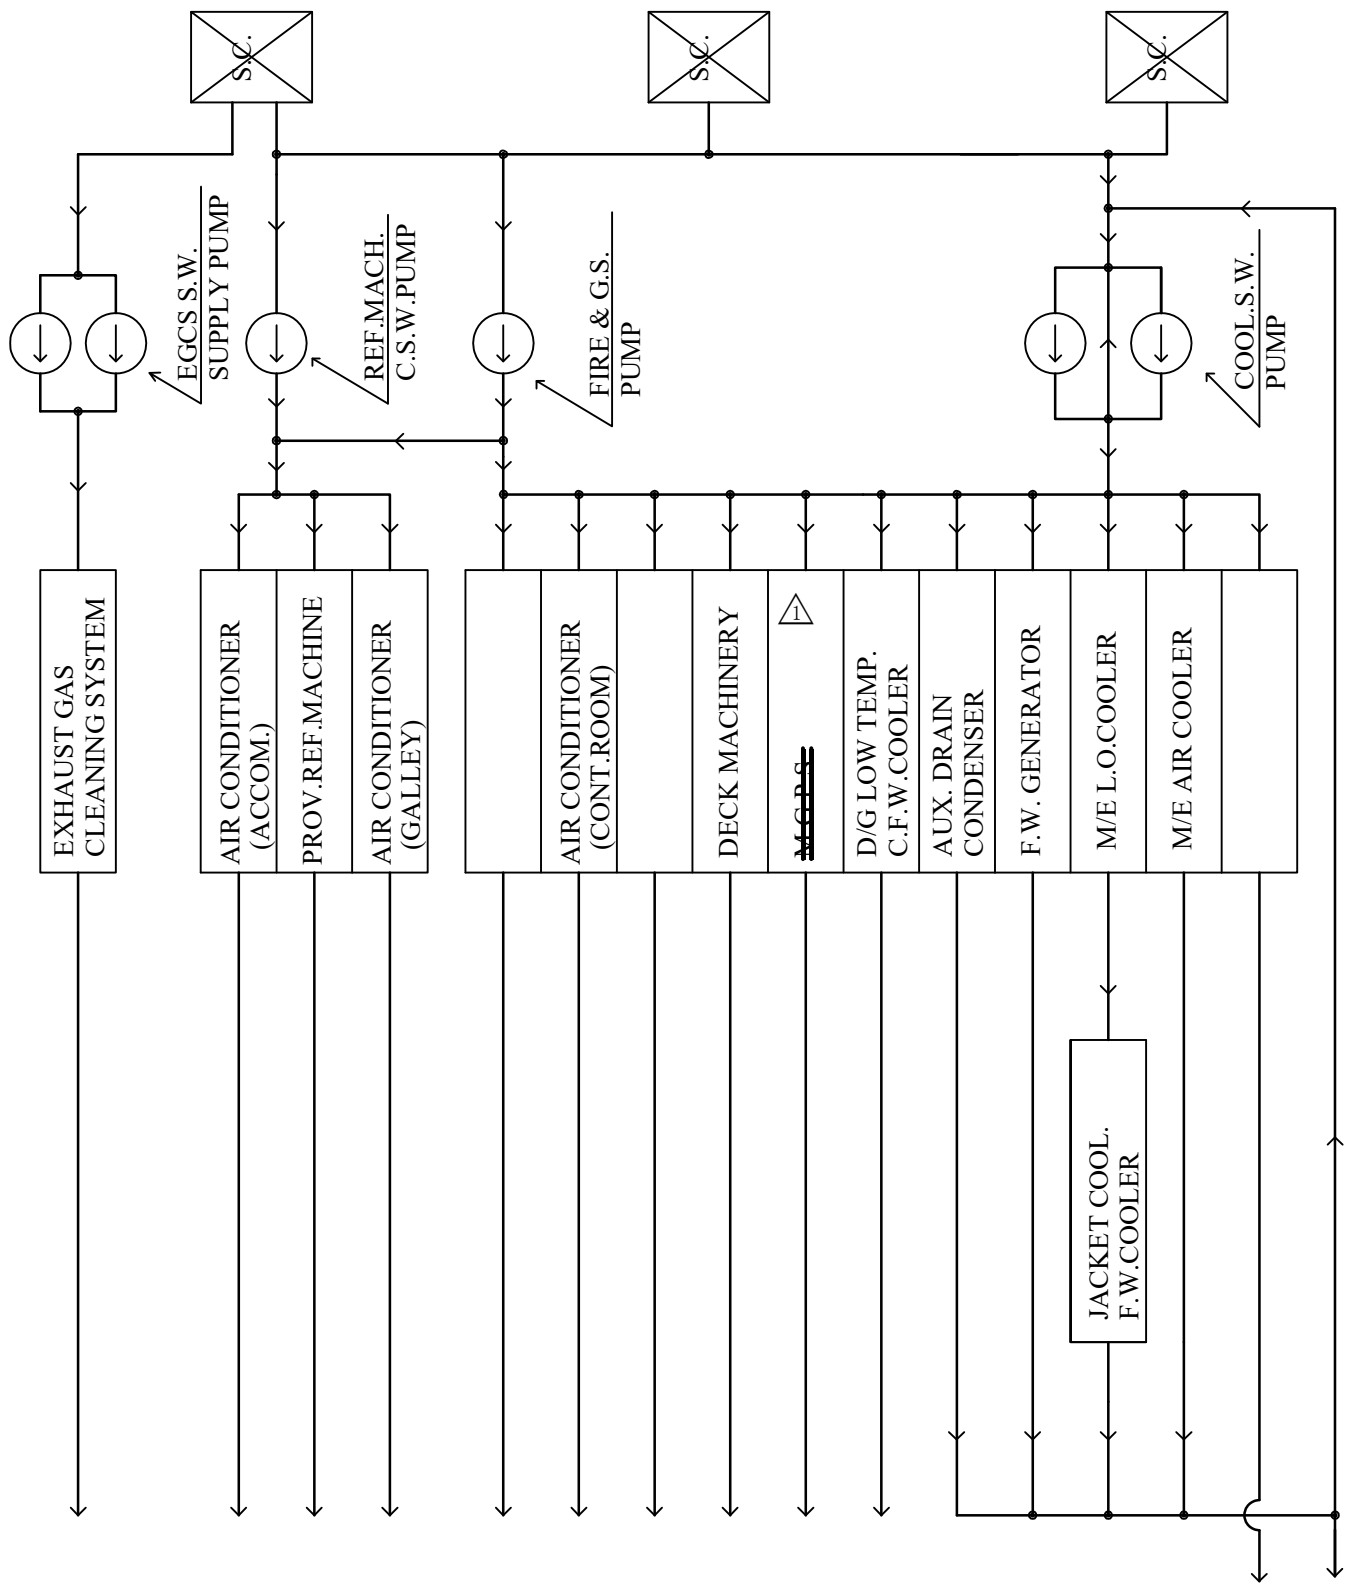 S.C.
S.C.
S.C.
EGCS S.W.
SUPPLY PUMP
REF.MACH.
C.S.W.PUMP
FIRE & G.S.
PUMP
COOL.S.W.
PUMP
EXHAUST GAS
CLEANING SYSTEM
AIR CONDITIONER
(ACCOM.)
PROV.REF.MACHINE
AIR CONDITIONER
(GALLEY)
AIR CONDITIONER
(CONT.ROOM)
DECK MACHINERY
1
M.G.P.S
D/G LOW TEMP.
C.F.W.COOLER
AUX. DRAIN
CONDENSER
F.W. GENERATOR
M/E L.O.COOLER
M/E AIR COOLER
JACKET COOL.
F.W.COOLER